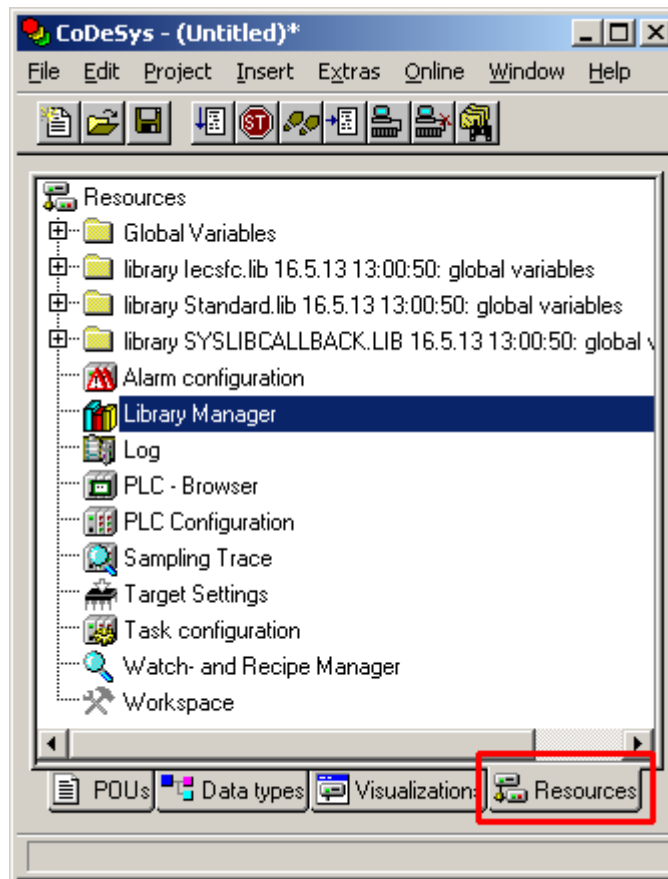 CoDeSys - (Untitled)*
File Edit Project Insert Extras Online Window Help
ST
Resources
Global Variables
library Iecsfc.lib 16.5.13 13:00:50: global variables
library Standard.lib 16.5.13 13:00:50: global variables
library SYSLIBCALLBACK.LIB 16.5.13 13:00:50: global v
Alarm configuration
Library Manager
Log
PLC - Browser
PLC Configuration
Sampling Trace
Target Settings
Task configuration
Watch- and Recipe Manager
Workspace
POUs Data types Visualizations Resources